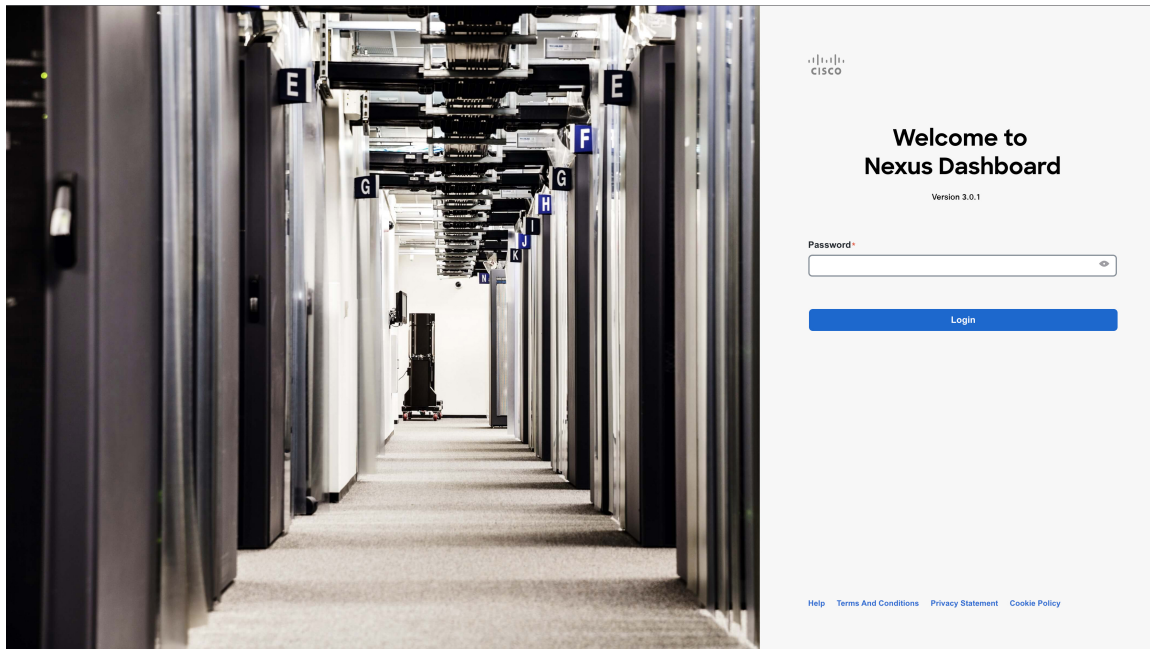 E
E
F
G
G
H
I
J
K
N
CISCO
Welcome to
Nexus Dashboard
Version 3.0.1
Password*
Login
Help Terms And Conditions Privacy Statement Cookie Policy